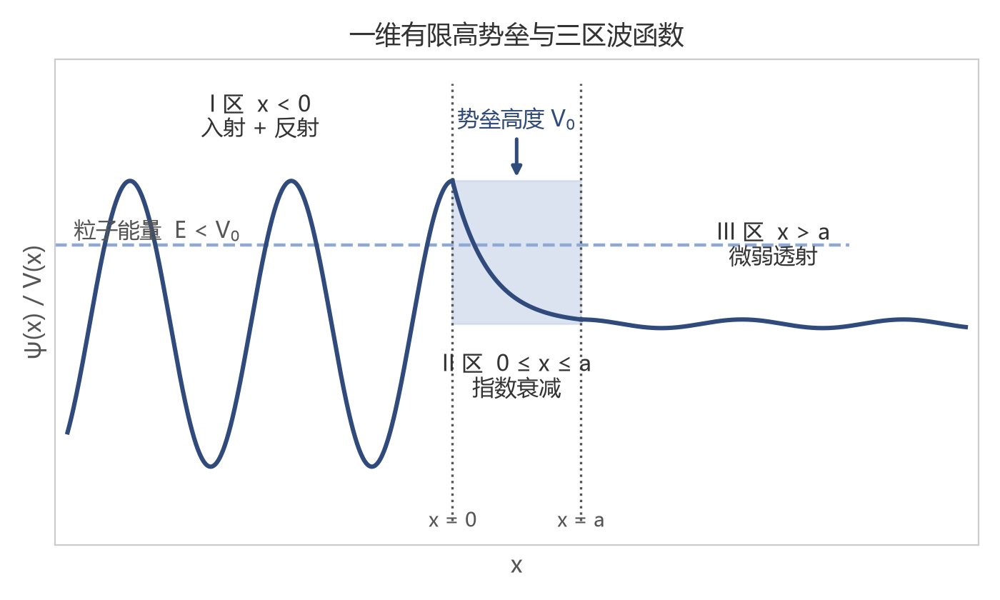 一维有限高势垒与三区波函数
I 区 x < 0
入射 + 反射
势垒高度 V₀
粒子能量 E < V₀
III 区 x > a
微弱透射
II 区 0 ≤ x ≤ a
指数衰减
x = 0
x = a
ψ(x) / V(x)
x